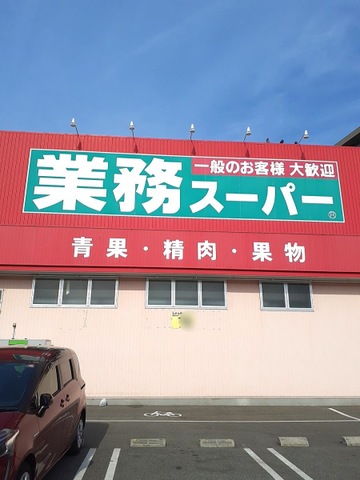 一般のお客様 大歓迎
業務スーパー
®
青果・精肉・果物